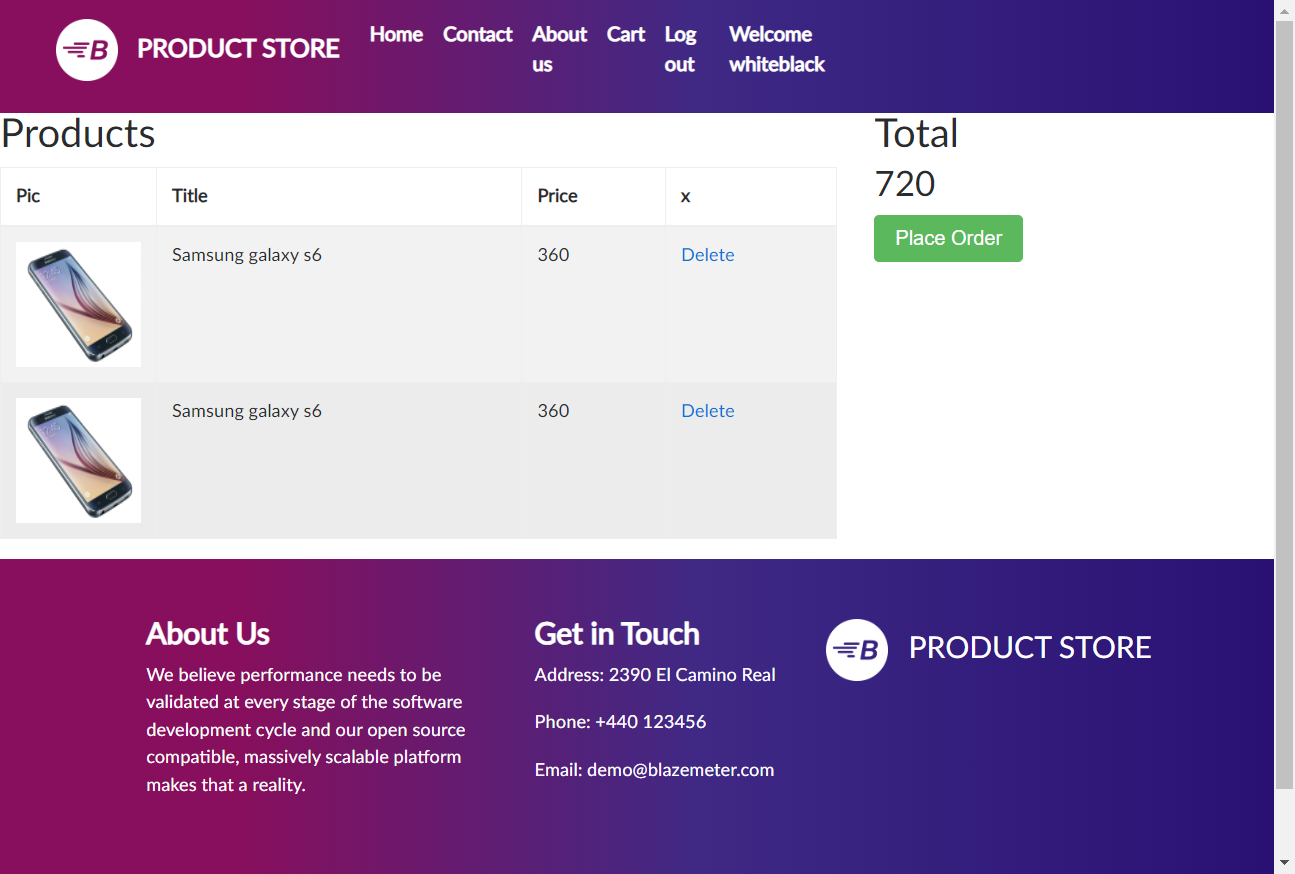 B PRODUCT STORE Home Contact About us Cart Log out Welcome whiteblack
Products
Total
720
Place Order
Pic Title Price x
Samsung galaxy s6 360 Delete
Samsung galaxy s6 360 Delete
About Us
We believe performance needs to be
validated at every stage of the software
development cycle and our open source
compatible, massively scalable platform
makes that a reality.
Get in Touch
Address: 2390 El Camino Real
Phone: +440 123456
Email: demo@blazemeter.com
B PRODUCT STORE